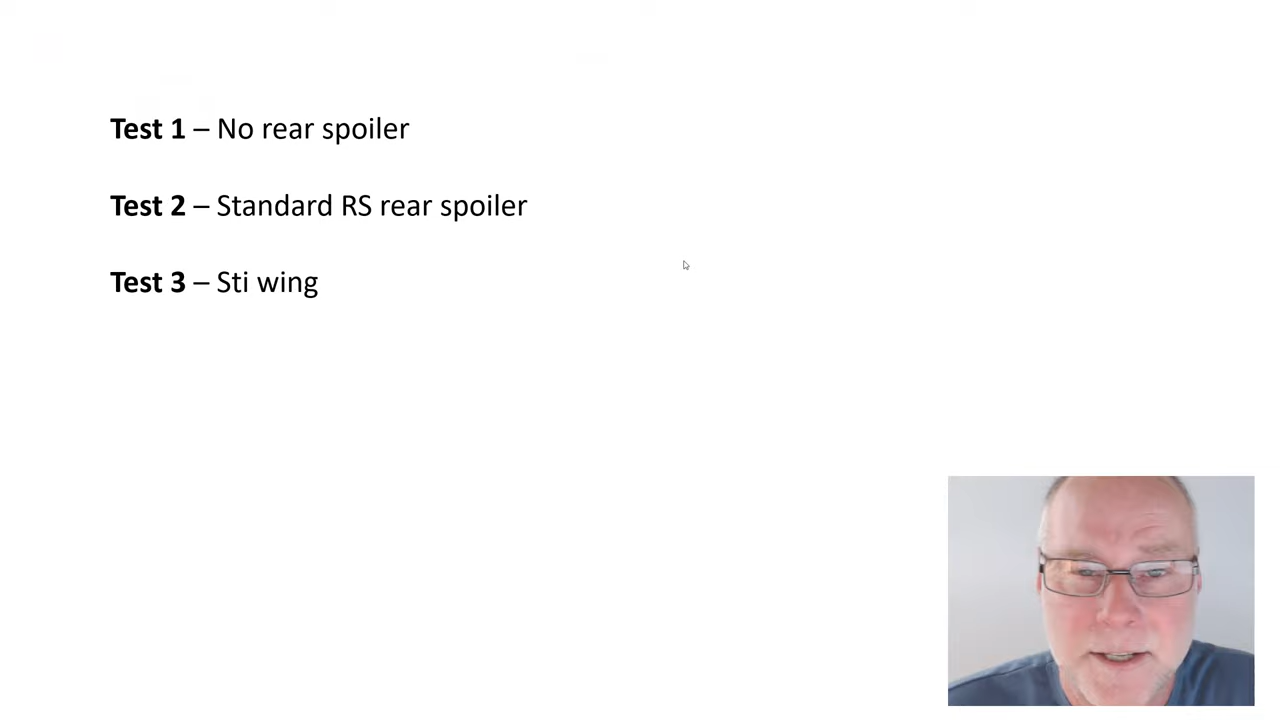 Test 1 – No rear spoiler
Test 2 – Standard RS rear spoiler
Test 3 – Sti wing